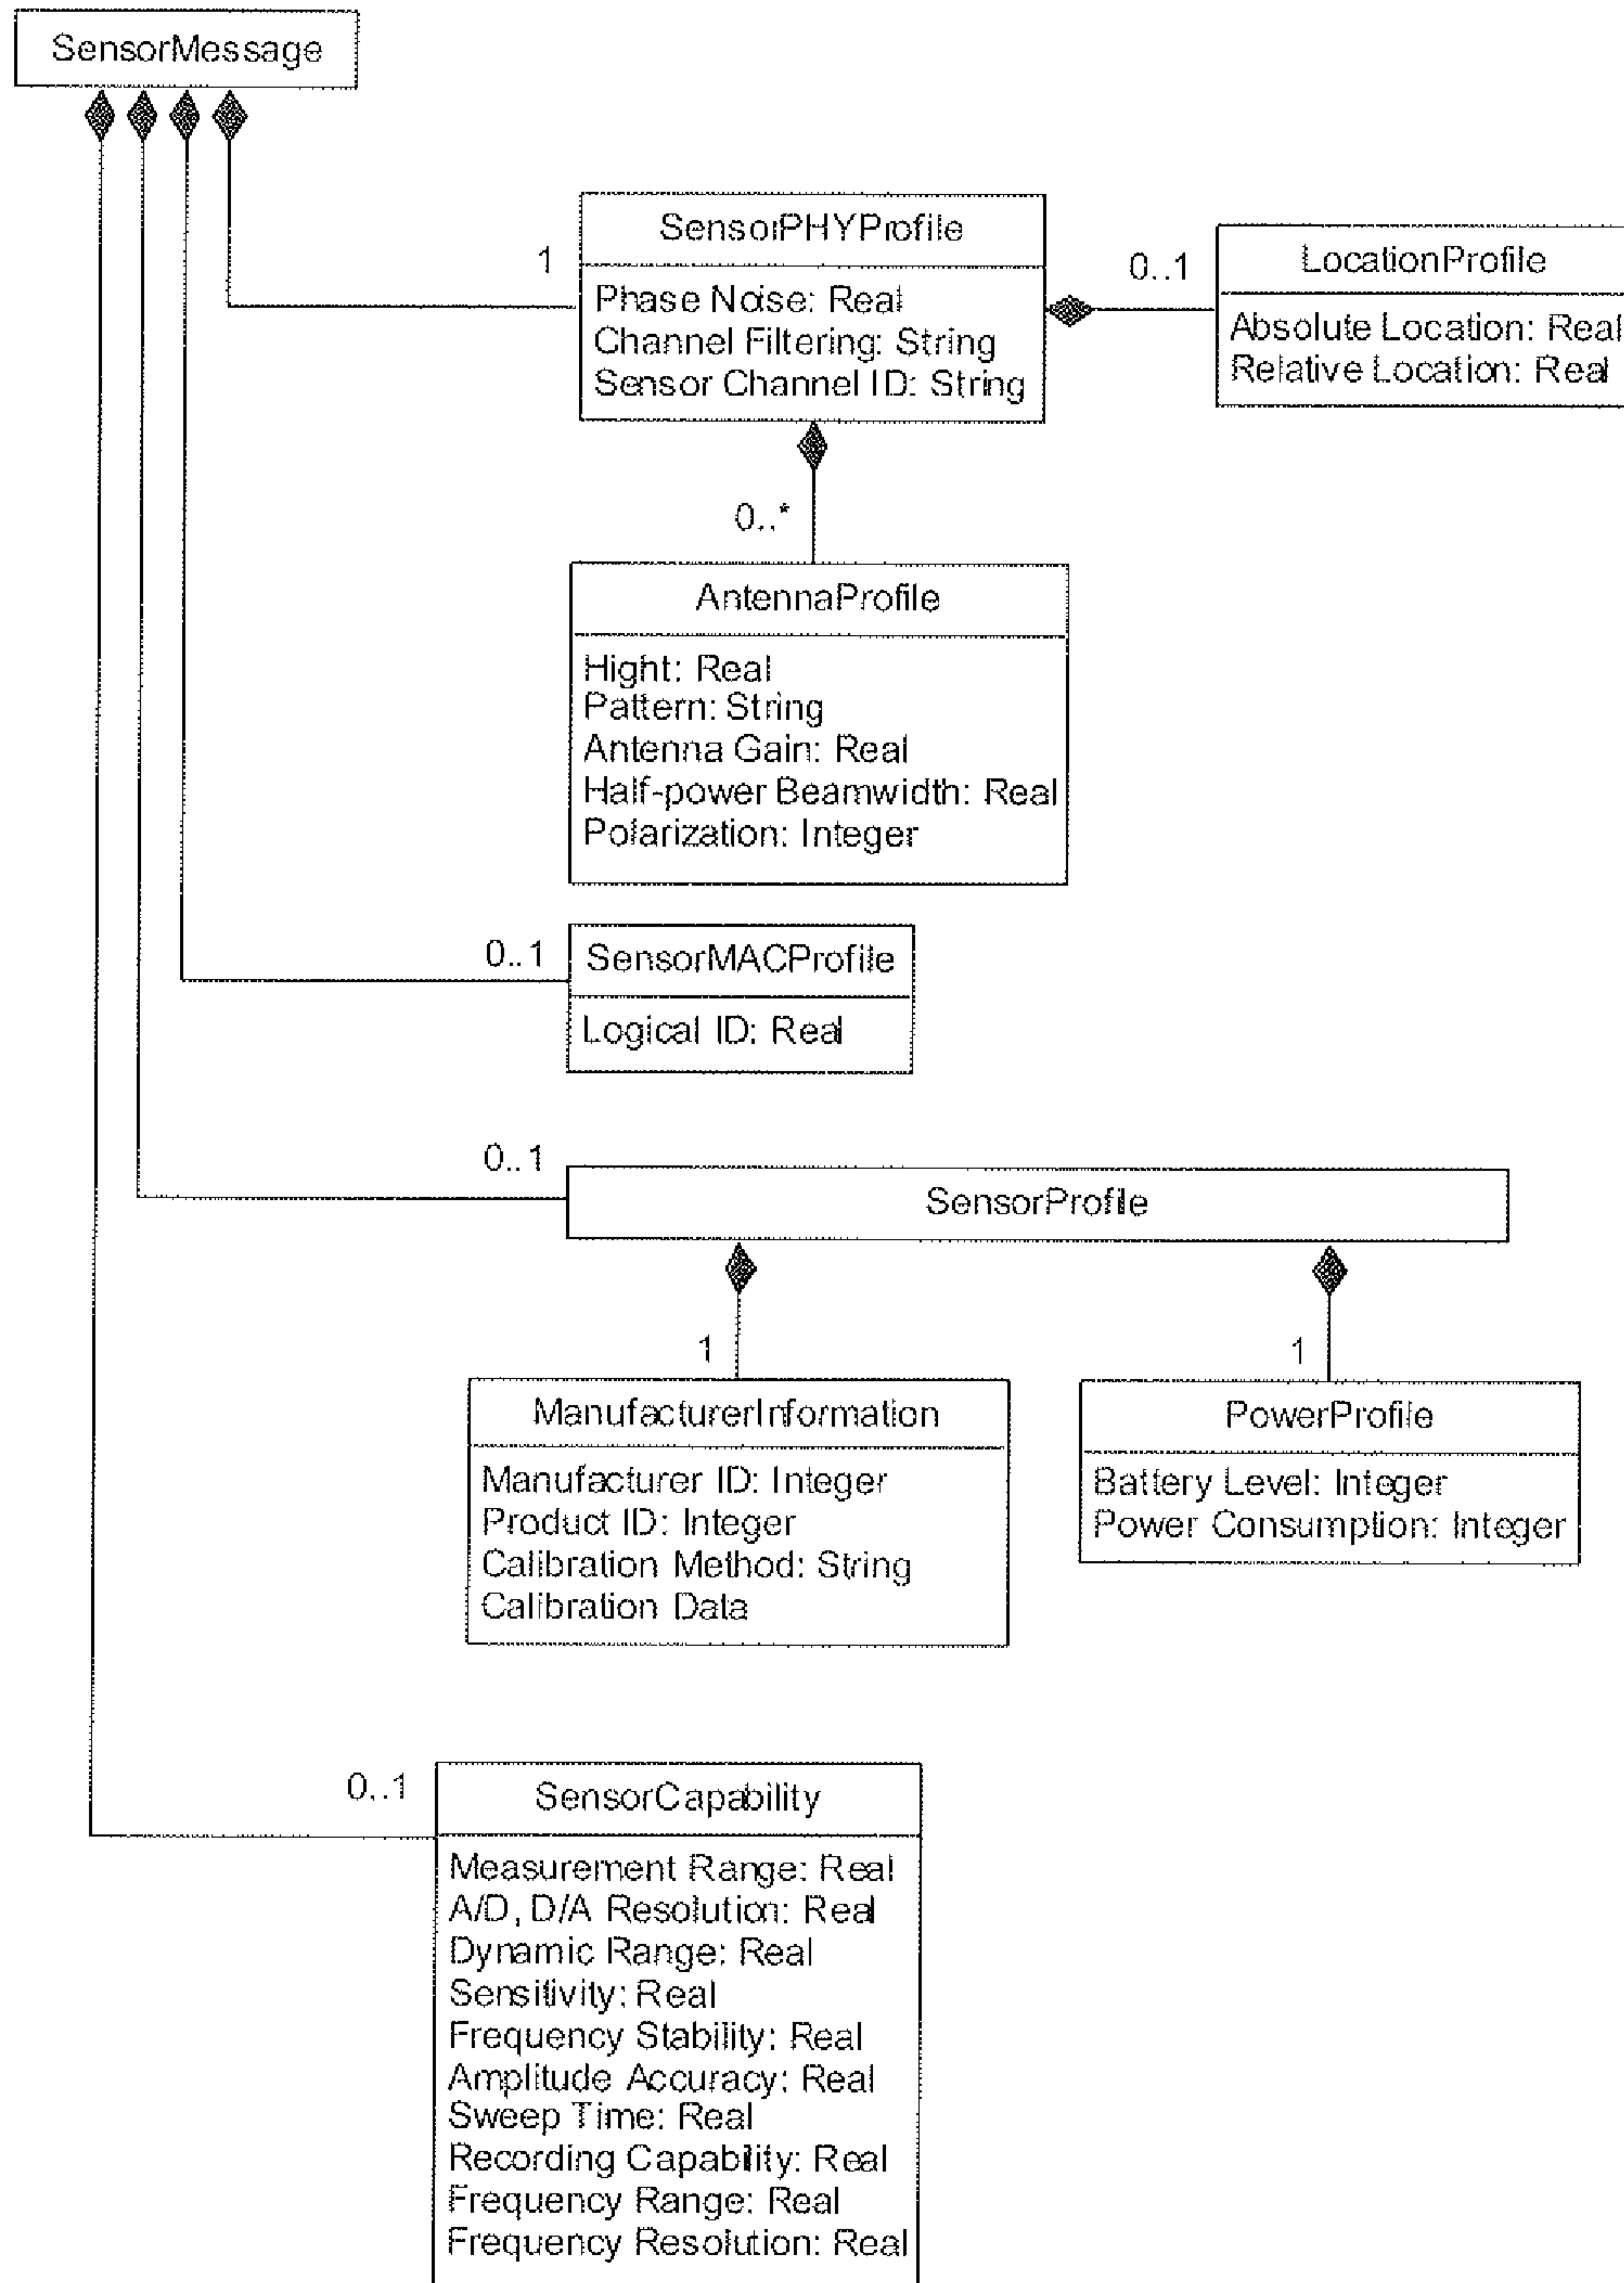 SensorMessage
SensorPHYProfile
1
Phase Noise: Real
Channel Filtering: String
Sensor Channel ID: String
0..1
LocationProfile
Absolute Location: Real
Relative Location: Real
0..*
AntennaProfile
Hight: Real
Pattern: String
Antenna Gain: Real
Half-power Beamwidth: Real
Polarization: Integer
0..1
SensorMACProfile
Logical ID: Real
0..1
SensorProfile
1
ManufacturerInformation
Manufacturer ID: Integer
Product ID: Integer
Calibration Method: String
Calibration Data
1
PowerProfile
Battery Level: Integer
Power Consumption: Integer
0..1
SensorCapability
Measurement Range: Real
A/D, D/A Resolution: Real
Dynamic Range: Real
Sensitivity: Real
Frequency Stability: Real
Amplitude Accuracy: Real
Sweep Time: Real
Recording Capability: Real
Frequency Range: Real
Frequency Resolution: Real